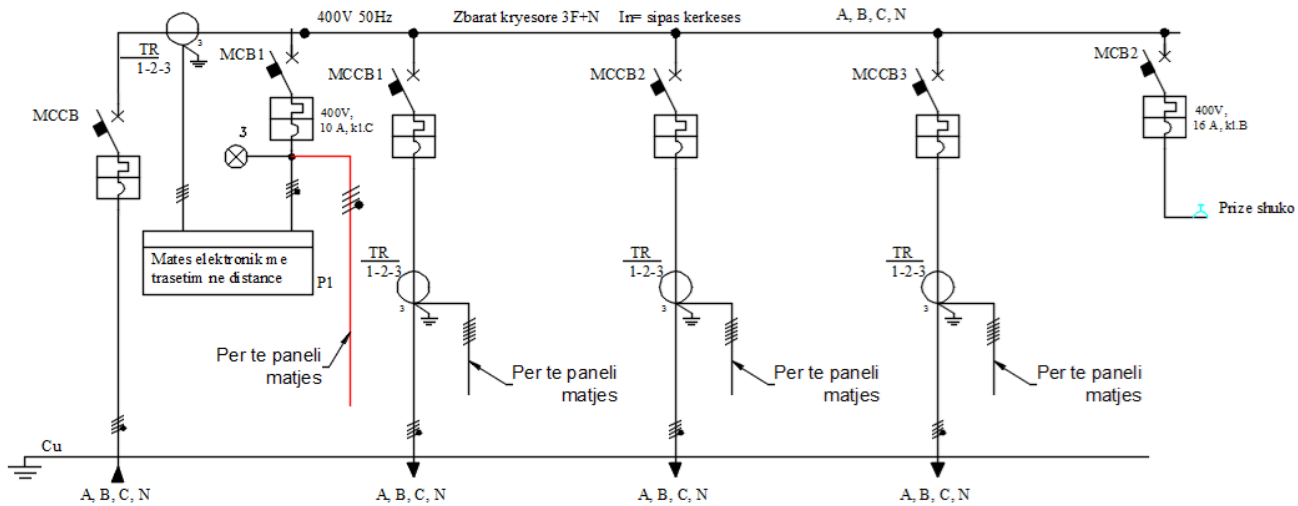 400V 50Hz Zbarat kryesore 3F+N In= sipas kerkeses A, B, C, N
TR
1-2-3
3
MCB1
MCCB1
MCCB2
MCCB3
MCB2
MCCB
400V,
10 A, kl.C
400V,
16 A, kl.B
3
Prize shuko
Mates elektronik me
trasetim ne distance
P1
TR
1-2-3
3
TR
1-2-3
3
TR
1-2-3
3
Per te paneli
matjes
Per te paneli
matjes
Per te paneli
matjes
Per te paneli
matjes
Cu
A, B, C, N
A, B, C, N
A, B, C, N
A, B, C, N